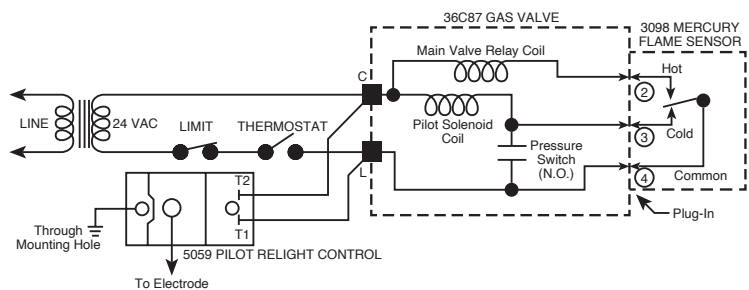 36C87 GAS VALVE
3098 MERCURY
FLAME SENSOR
Main Valve Relay Coil
Hot
C
2
LINE
24 VAC
LIMIT
THERMOSTAT
Pilot Solenoid
Coil
3
Cold
Pressure
Switch
(N.O.)
L
4
Common
T2
T1
Plug-In
Through
Mounting Hole
5059 PILOT RELIGHT CONTROL
To Electrode